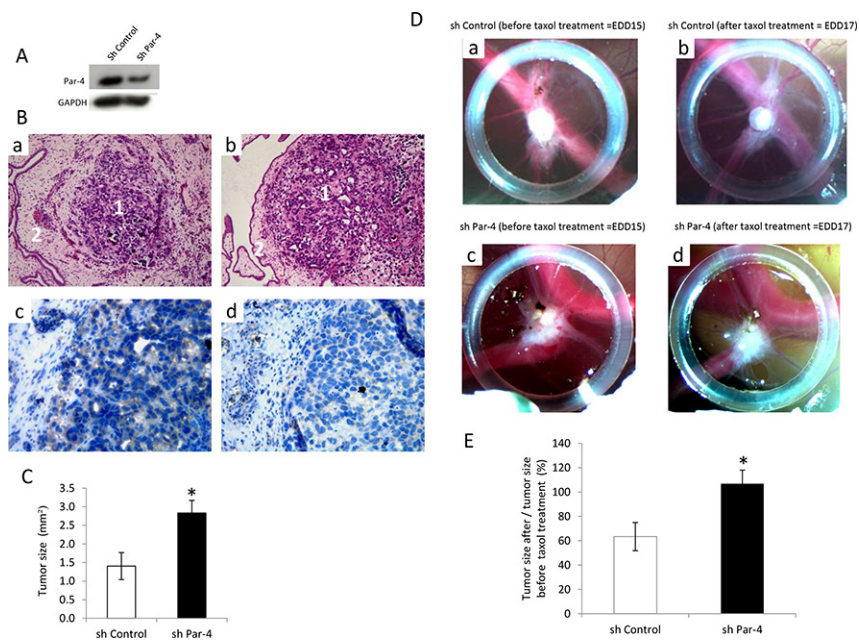 A
sh Control
sh Par-4
Par-4
GAPDH
B
a
1
2
b
1
2
c
d
C
Tumor size (mm²)
3.5
3.0
2.5
2.0
1.5
1.0
0.5
0.0
*
sh Control
sh Par-4
D
sh Control (before taxol treatment =EDD15)
a
sh Control (after taxol treatment = EDD17)
b
sh Par-4 (before taxol treatment =EDD15)
c
sh Par-4 (after taxol treatment =EDD17)
d
E
Tumor size after / tumor size
before taxol treatment (%)
140
120
100
80
60
40
20
0
*
sh Control
sh Par-4